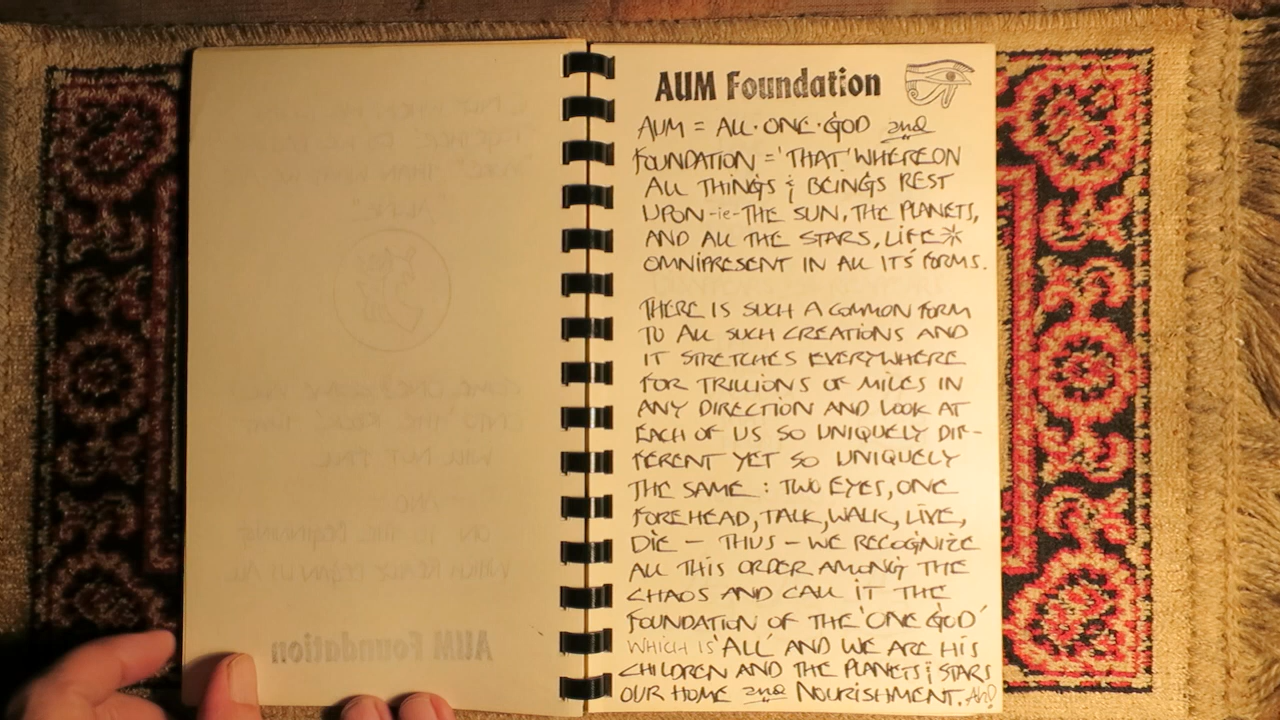 AUM Foundation
AUM = ALL·ONE·GOD and
FOUNDATION = 'THAT' WHEREON
ALL THINGS & BEINGS REST
UPON -ie- THE SUN, THE PLANETS,
AND ALL THE STARS, LIFE
OMNIPRESENT IN ALL ITS' FORMS.
THERE IS SUCH A COMMON FORM
TO ALL SUCH CREATIONS AND
IT STRETCHES EVERYWHERE
FOR TRILLIONS OF MILES IN
ANY DIRECTION AND LOOK AT
EACH OF US SO UNIQUELY DIF-
FERENT YET SO UNIQUELY
THE SAME : TWO EYES, ONE
FOREHEAD, TALK, WALK, LIVE,
DIE — THUS — WE RECOGNIZE
ALL THIS ORDER AMONG THE
CHAOS AND CALL IT THE
FOUNDATION OF THE 'ONE GOD'
WHICH IS 'ALL' AND WE ARE HIS
CHILDREN AND THE PLANETS & STARS
OUR HOME and NOURISHMENT.
AUM Foundation